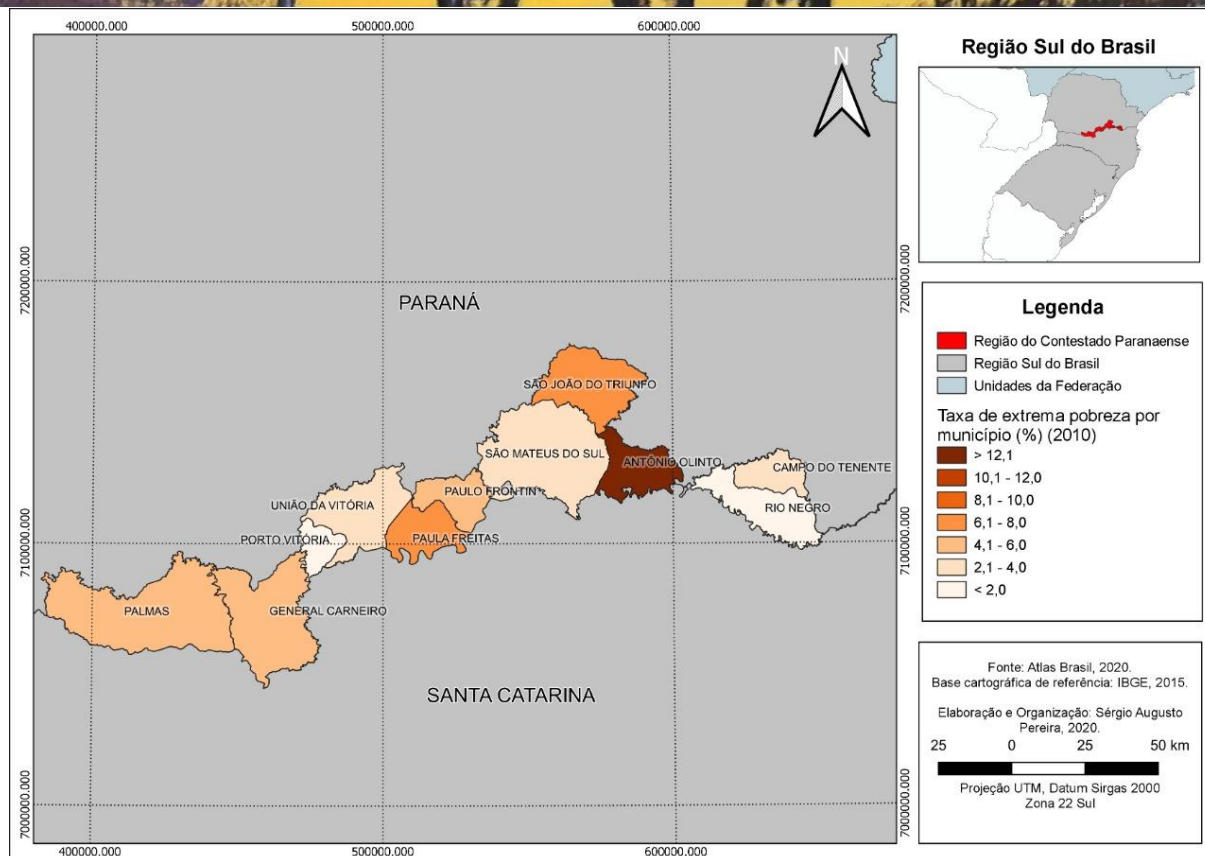 400000.000
500000.000
600000.000
N
7200000.000
7200000.000
PARANÁ
SÃO JOÃO DO TRIUNFO
SÃO MATEUS DO SUL
ANTÔNIO OLINTO
CAMPO DO TENENTE
PAULO FRONTIN
UNIÃO DA VITÓRIA
RIO NEGRO
PORTO VITÓRIA
PAULA FREITAS
7100000.000
7100000.000
PALMAS
GENERAL CARNEIRO
SANTA CATARINA
7000000.000
7000000.000
400000.000
500000.000
600000.000
Região Sul do Brasil
Legenda
Região do Contestado Paranaense
Região Sul do Brasil
Unidades da Federação
Taxa de extrema pobreza por
município (%) (2010)
> 12,1
10,1 - 12,0
8,1 - 10,0
6,1 - 8,0
4,1 - 6,0
2,1 - 4,0
< 2,0
Fonte: Atlas Brasil, 2020.
Base cartográfica de referência: IBGE, 2015.
Elaboração e Organização: Sérgio Augusto
Pereira, 2020.
25 0 25 50 km
Projeção UTM, Datum Sirgas 2000
Zona 22 Sul